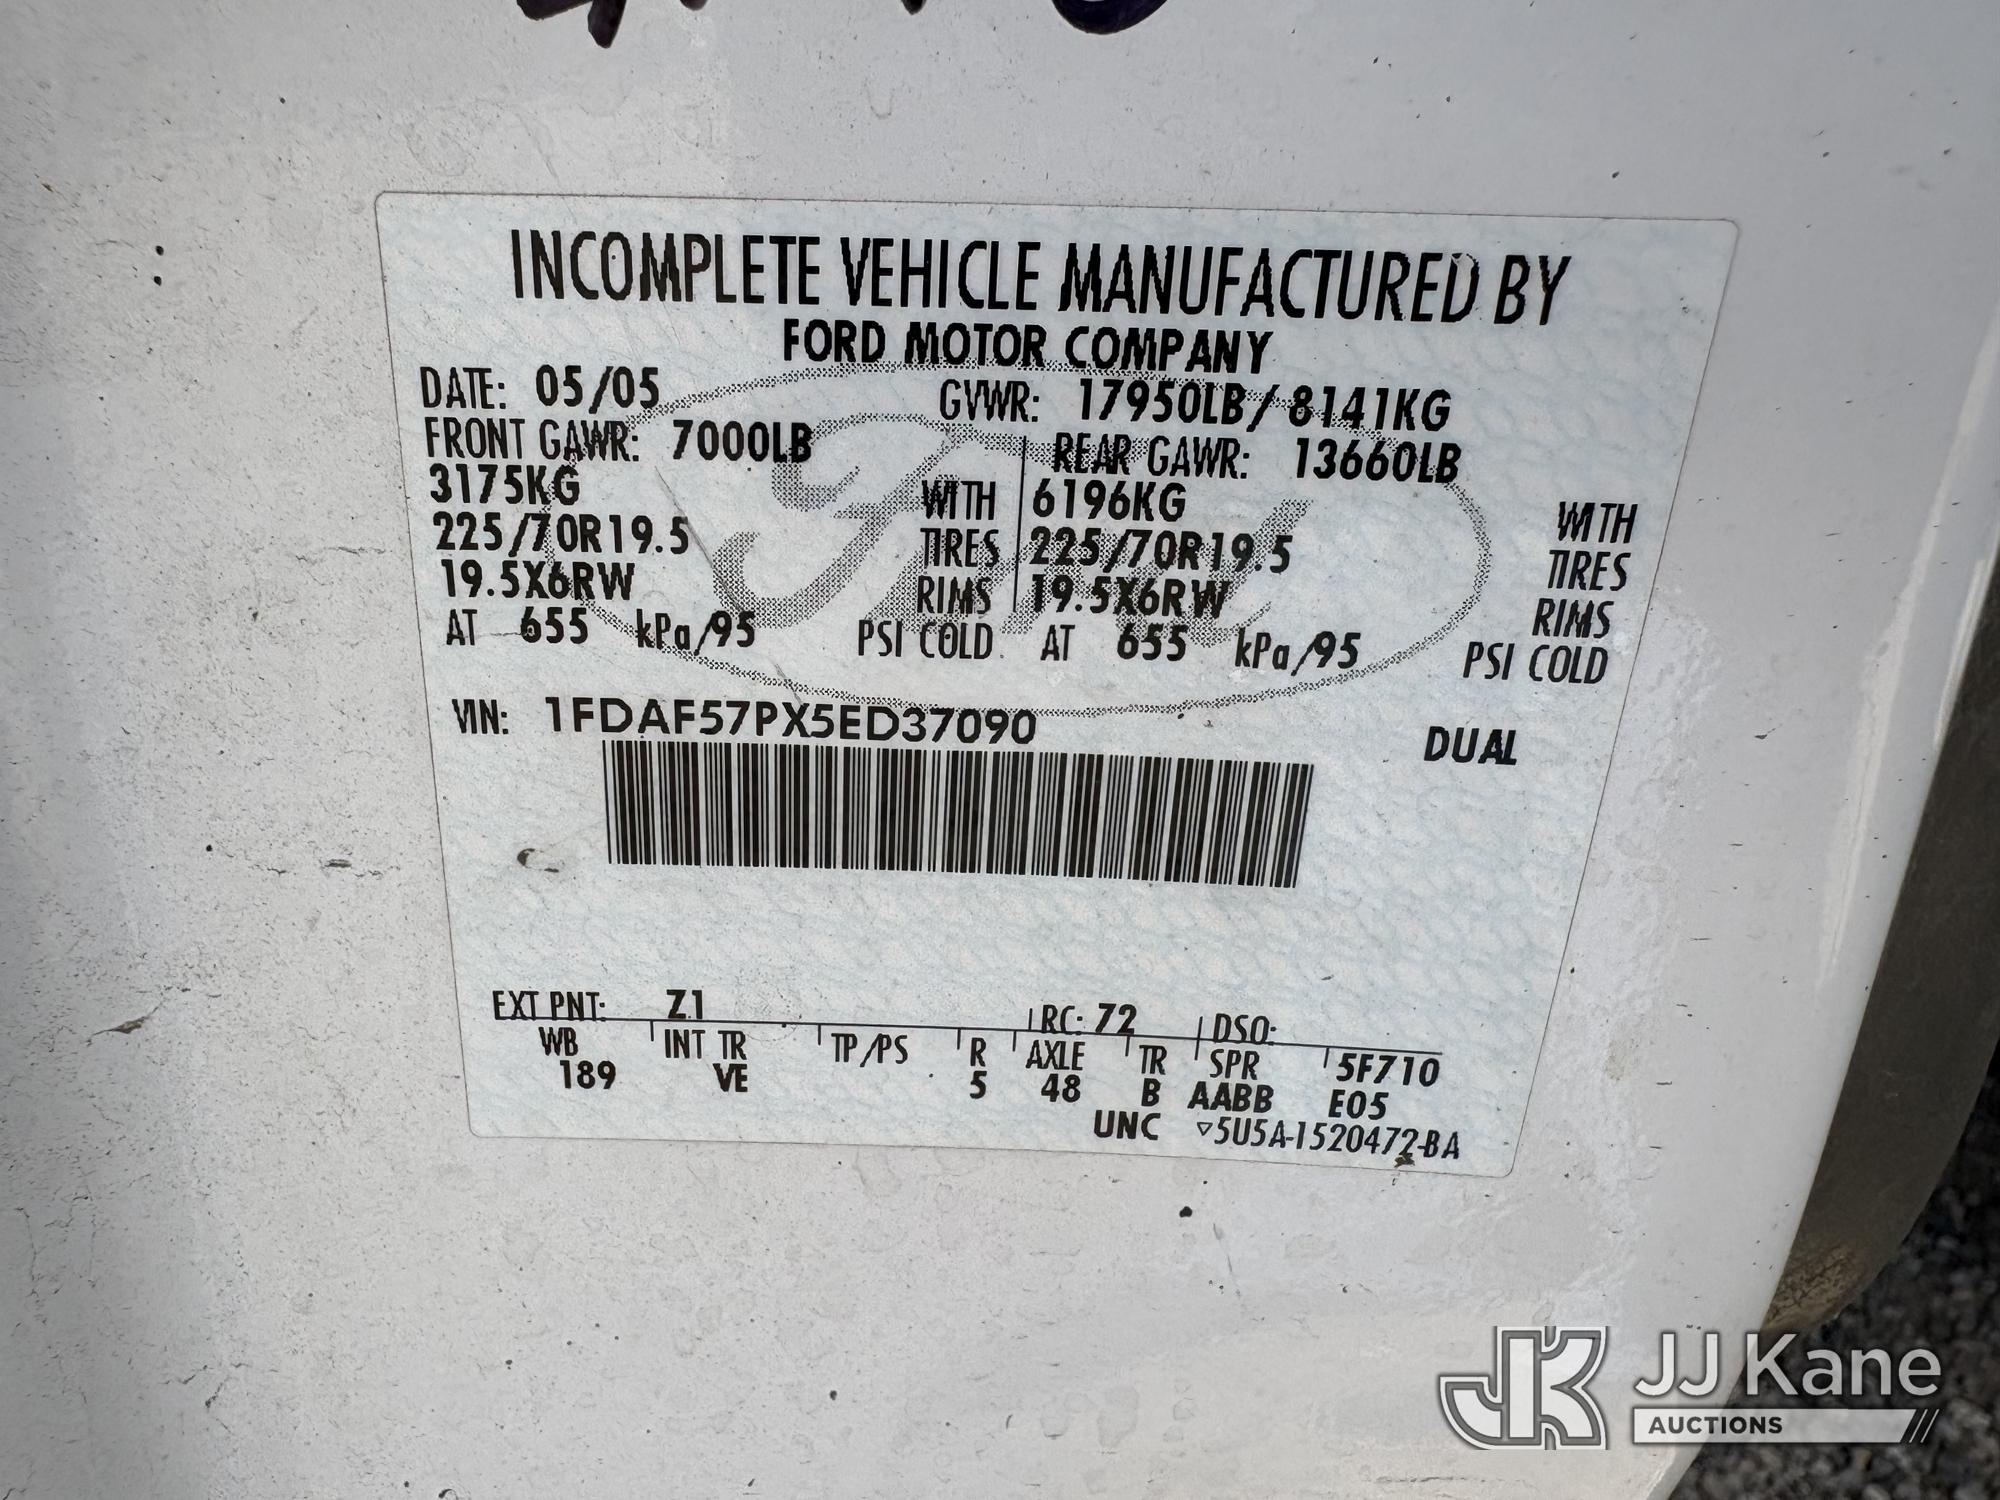 INCOMPLETE VEHICLE MANUFACTURED BY
FORD MOTOR COMPANY
DATE: 05/05 GVWR: 17950LB/ 8141KG
FRONT GAWR: 7000LB REAR GAWR: 13660LB
3175KG WITH 6196KG WITH
225/70R19.5 TIRES 225/70R19.5 TIRES
19.5X6RW RIMS 19.5X6RW RIMS
AT 655 kPa/95 PSI COLD AT 655 kPa/95 PSI COLD
VIN: 1FDAF57PX5ED37090 DUAL
EXT PNT: Z1 RC: 72 DSO:
WB INT TR TP/PS R AXLE TR SPR 5F710
189 VE 5 48 B AABB E05
UNC ▽5U5A-1520472-BA
JK JJ Kane
AUCTIONS